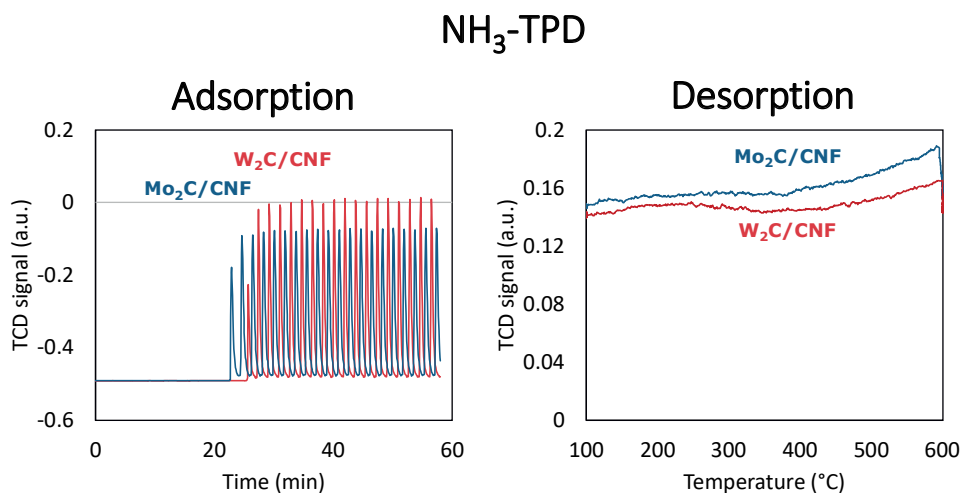 NH₃-TPD
Adsorption
TCD signal (a.u.)
0.2
0
-0.2
-0.4
-0.6
W₂C/CNF
Mo₂C/CNF
0
20
40
60
Time (min)
Desorption
TCD signal (a.u.)
0.2
0.16
0.12
0.08
0.04
0
Mo₂C/CNF
W₂C/CNF
100
200
300
400
500
600
Temperature (°C)